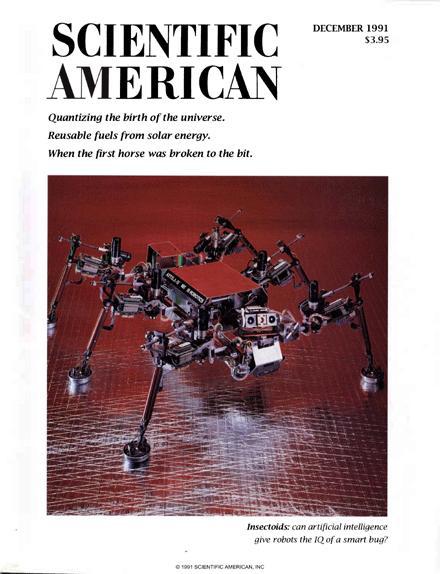 SCIENTIFIC
AMERICAN
DECEMBER 1991
$3.95
Quantizing the birth of the universe.
Reusable fuels from solar energy.
When the first horse was broken to the bit.
Insectoids: can artificial intelligence
give robots the IQ of a smart bug?
© 1991 SCIENTIFIC AMERICAN, INC